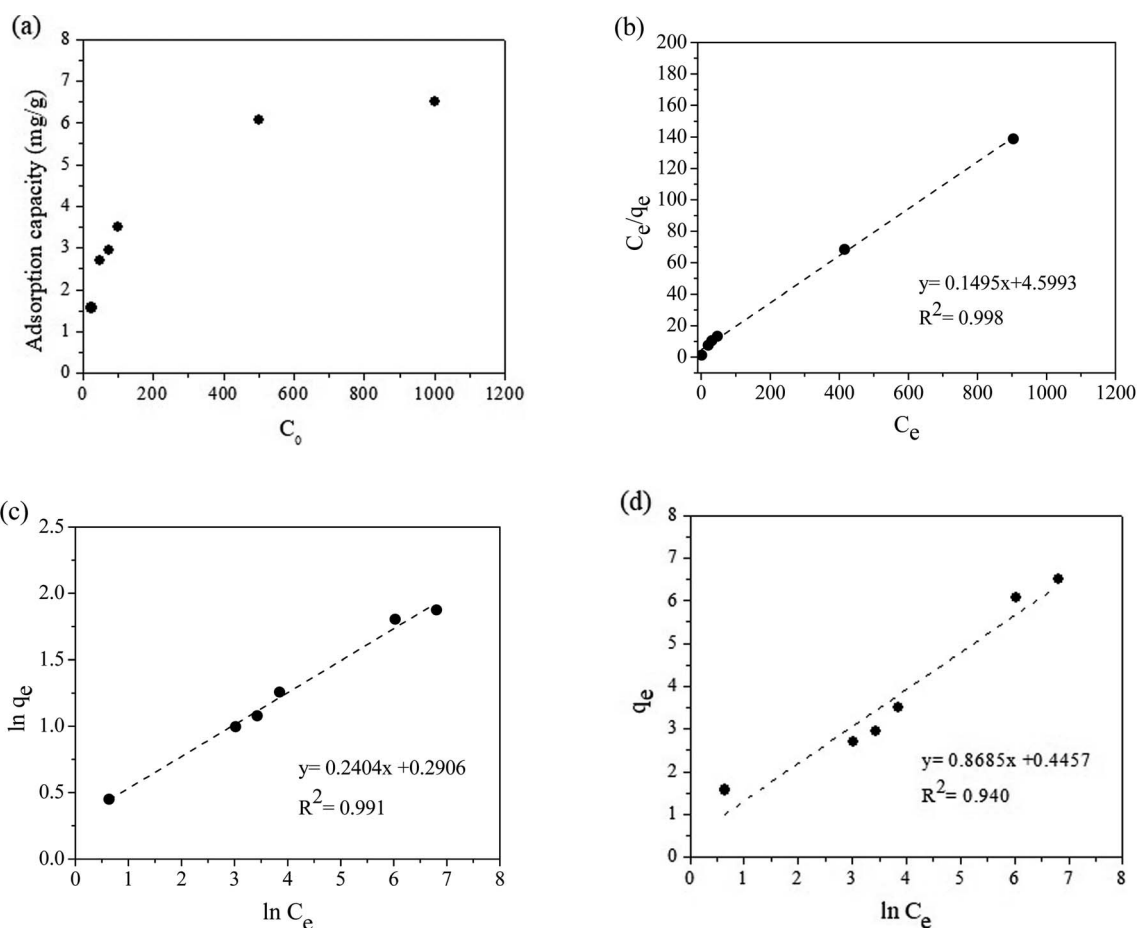 (a)
8
7
6
5
4
3
2
1
0
Adsorption capacity (mg/g)
0 200 400 600 800 1000 1200
C₀
(b)
200
180
160
140
120
100
80
60
40
20
0
Cₑ/qₑ
y= 0.1495x+4.5993
R²= 0.998
0 200 400 600 800 1000 1200
Cₑ
(c)
2.5
2.0
1.5
1.0
0.5
0.0
ln qₑ
y= 0.2404x +0.2906
R²= 0.991
0 1 2 3 4 5 6 7 8
ln Cₑ
(d)
8
7
6
5
4
3
2
1
0
qₑ
y= 0.8685x +0.4457
R²= 0.940
0 1 2 3 4 5 6 7 8
ln Cₑ